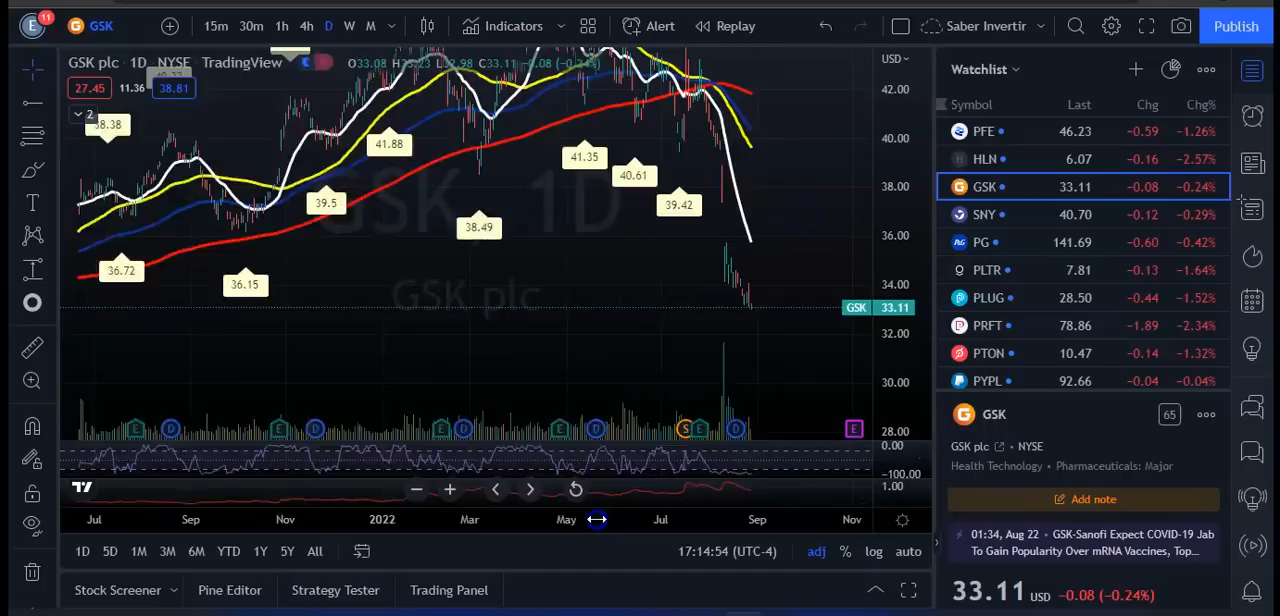 E
11
GSK
15m 30m 1h 4h D W M
Indicators
Alert
Replay
Saber Invertir
Publish
GSK plc · 1D · NYSE TradingView
O33.08 L32.98 C33.11 -0.08 (-0.24%)
27.45 11.36 38.81
2
38.38
36.72
36.15
39.5
41.88
38.49
41.35
40.61
39.42
GSK, 1D
GSK plc
USD
42.00
40.00
38.00
36.00
34.00
GSK 33.11
32.00
30.00
28.00
0.00
-100.00
1.00
E D E D E D E D S E D E
Jul Sep Nov 2022 Mar May Jul Sep Nov
1D 5D 1M 3M 6M YTD 1Y 5Y All
17:14:54 (UTC-4) adj % log auto
Stock Screener Pine Editor Strategy Tester Trading Panel
Watchlist
Symbol Last Chg Chg%
PFE 46.23 -0.59 -1.26%
HLN 6.07 -0.16 -2.57%
GSK 33.11 -0.08 -0.24%
SNY 40.70 -0.12 -0.29%
PG 141.69 -0.60 -0.42%
PLTR 7.81 -0.13 -1.64%
PLUG 28.50 -0.44 -1.52%
PRFT 78.86 -1.89 -2.34%
PTON 10.47 -0.14 -1.32%
PYPL 92.66 -0.04 -0.04%
GSK
65
GSK plc · NYSE
Health Technology · Pharmaceuticals: Major
Add note
01:34, Aug 22 · GSK-Sanofi Expect COVID-19 Jab
To Gain Popularity Over mRNA Vaccines, Top...
33.11 USD -0.08 (-0.24%)